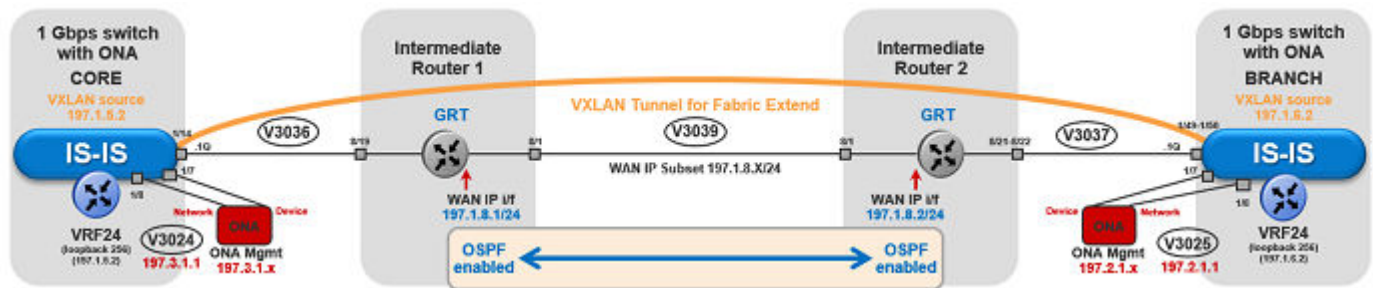 1 Gbps switch
with ONA
CORE
VXLAN source
197.1.5.2
IS-IS
1/14
.1Q
1/7
1/8
VRF24
(loopback 256)
(197.1.5.2)
Network
Device
ONA
ONA Mgmt
197.3.1.x
V3024
197.3.1.1
V3036
Intermediate
Router 1
GRT
8/19
8/1
WAN IP i/f
197.1.8.1/24
VXLAN Tunnel for Fabric Extend
V3039
WAN IP Subset 197.1.8.X/24
OSPF
enabled
OSPF
enabled
Intermediate
Router 2
GRT
8/1
8/21-8/22
WAN IP i/f
197.1.8.2/24
V3037
1 Gbps switch
with ONA
BRANCH
VXLAN source
197.1.6.2
1/49-1/50
.1Q
IS-IS
1/7
1/8
Device
Network
ONA
ONA Mgmt
197.2.1.x
V3025
197.2.1.1
VRF24
(loopback 256)
(197.1.6.2)